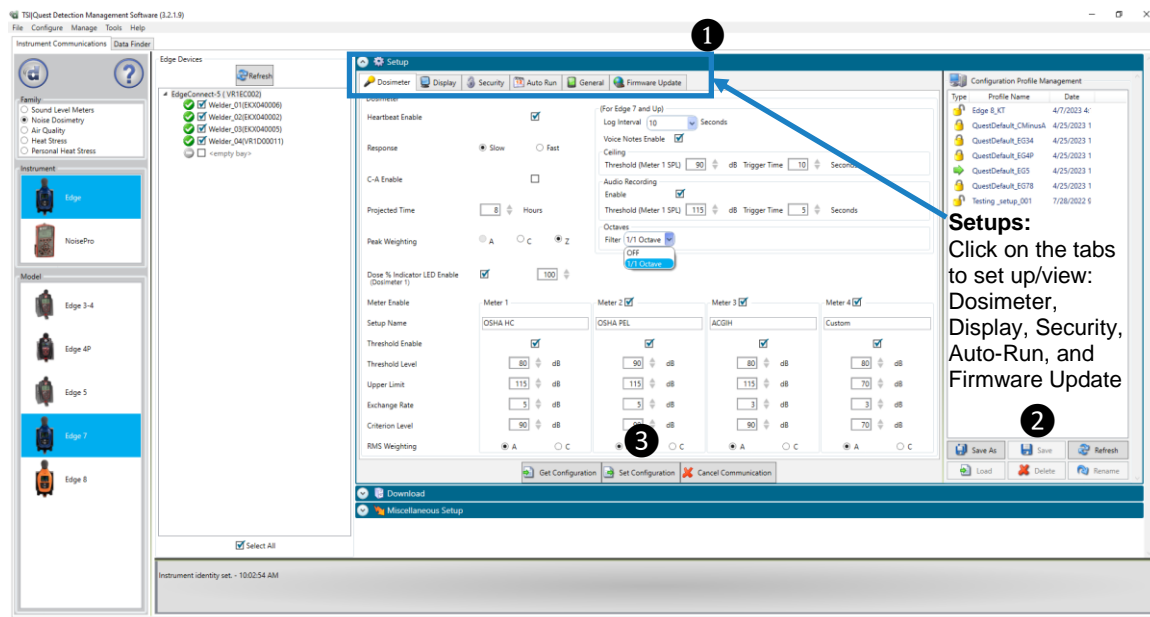 TSI|Quest Detection Management Software (3.2.1.9)
File Configure Manage Tools Help
Instrument Communications Data Finder
Family
Sound Level Meters
Noise Dosimetry
Air Quality
Heat Stress
Personal Heat Stress
Instrument
Edge
NoisePro
Model
Edge 3-4
Edge 4P
Edge 5
Edge 7
Edge 8
Edge Devices
Refresh
EdgeConnect-5 ( VR1EC002)
Welder_01(EKX040006)
Welder_02(EKX040002)
Welder_03(EKX040005)
Welder_04(VR1D00011)
<empty bay>
Select All
1
Setup
Dosimeter Display Security Auto Run General Firmware Update
Dosimeter
Heartbeat Enable
Response Slow Fast
C-A Enable
Projected Time 8 Hours
Peak Weighting A C Z
Dose % Indicator LED Enable 100
(Dosimeter 1)
(For Edge 7 and Up)
Log Interval 10 Seconds
Voice Notes Enable
Ceiling
Threshold (Meter 1 SPL) 90 dB Trigger Time 10 Seconds
Audio Recording
Enable
Threshold (Meter 1 SPL) 115 dB Trigger Time 5 Seconds
Octaves
Filter 1/1 Octave
OFF
1/1 Octave
Meter Enable Meter 1 Meter 2 Meter 3 Meter 4
Setup Name OSHA HC OSHA PEL ACGIH Custom
Threshold Enable
Threshold Level 80 dB 90 dB 80 dB 80 dB
Upper Limit 115 dB 115 dB 115 dB 70 dB
Exchange Rate 5 dB 5 dB 3 dB 3 dB
Criterion Level 90 dB dB 90 dB 70 dB
RMS Weighting A C C A C A C
3
Get Configuration Set Configuration Cancel Communication
Download
Miscellaneous Setup
Configuration Profile Management
Type Profile Name Date
Edge 8_KT 4/7/2023 4:
QuestDefault_CMinusA 4/25/2023 1
QuestDefault_EG34 4/25/2023 1
QuestDefault_EG4P 4/25/2023 1
QuestDefault_EG5 4/25/2023 1
QuestDefault_EG78 4/25/2023 1
Testing _setup_001 7/28/2022 9
Setups:
Click on the tabs
to set up/view:
Dosimeter,
Display, Security,
Auto-Run, and
Firmware Update
2
Save As Save Refresh
Load Delete Rename
Instrument identity set. - 10:02:54 AM